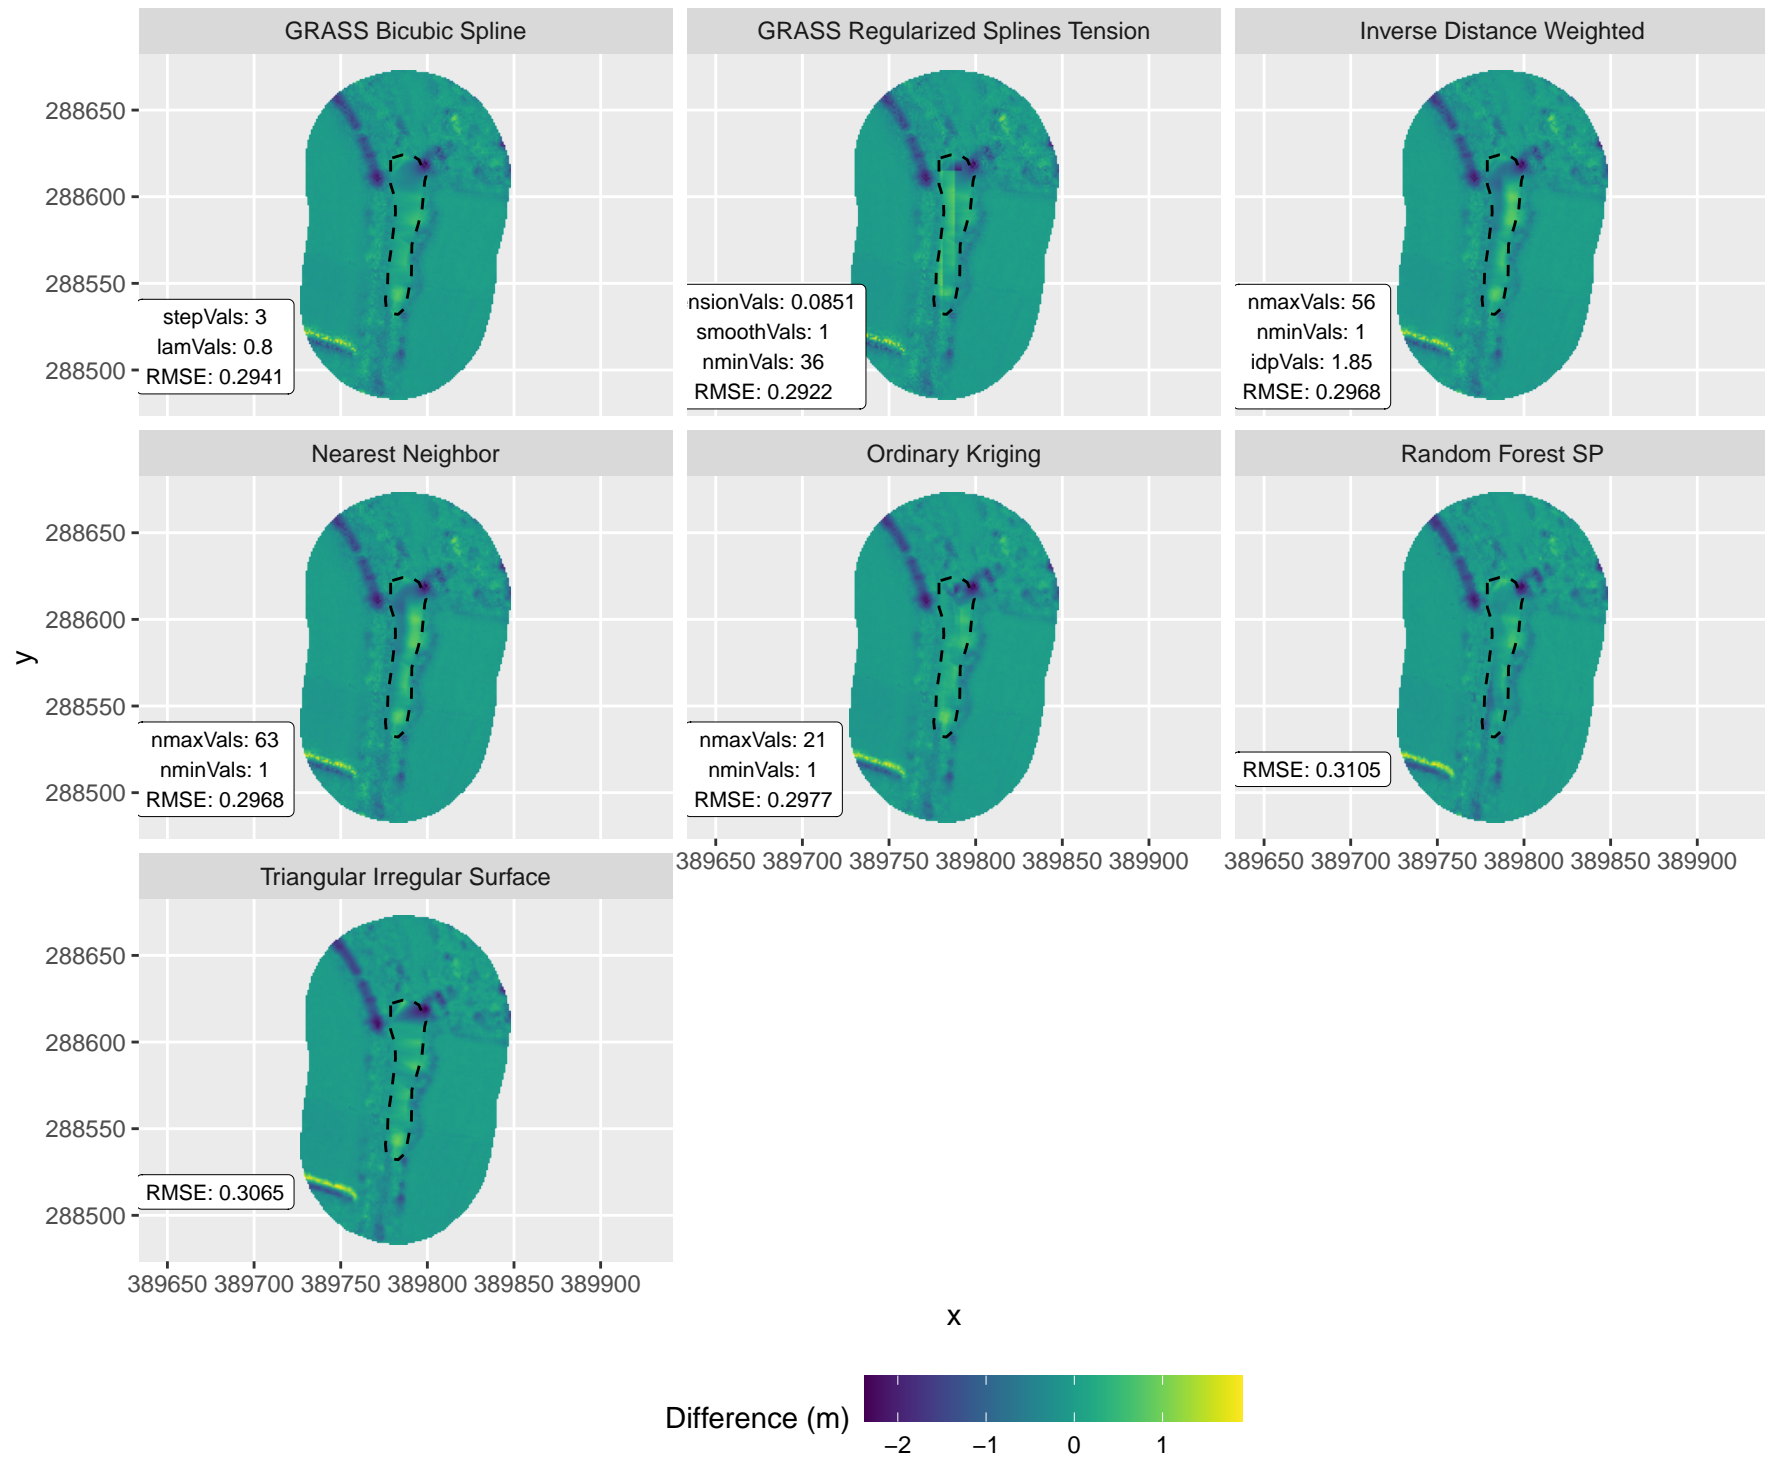 GRASS Bicubic Spline
GRASS Regularized Splines Tension
Inverse Distance Weighted
288650
288600
288550
288500
stepVals: 3
lamVals: 0.8
RMSE: 0.2941
nsionVals: 0.0851
smoothVals: 1
nminVals: 36
RMSE: 0.2922
nmaxVals: 56
nminVals: 1
idpVals: 1.85
RMSE: 0.2968
Nearest Neighbor
Ordinary Kriging
Random Forest SP
288650
288600
288550
288500
nmaxVals: 63
nminVals: 1
RMSE: 0.2968
nmaxVals: 21
nminVals: 1
RMSE: 0.2977
RMSE: 0.3105
389650 389700 389750 389800 389850 389900
389650 389700 389750 389800 389850 389900
y
Triangular Irregular Surface
288650
288600
288550
288500
RMSE: 0.3065
389650 389700 389750 389800 389850 389900
x
Difference (m)
−2 −1 0 1